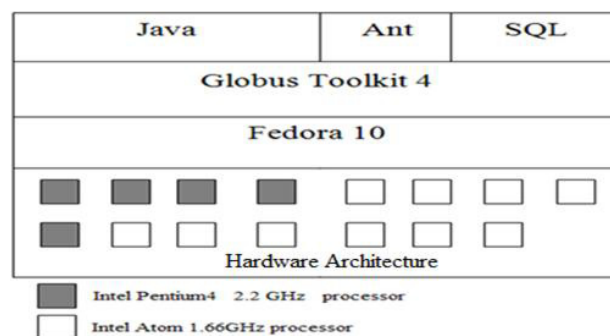 Java Ant SQL
Globus Toolkit 4
Fedora 10
Hardware Architecture
Intel Pentium4 2.2 GHz processor
Intel Atom 1.66GHz processor